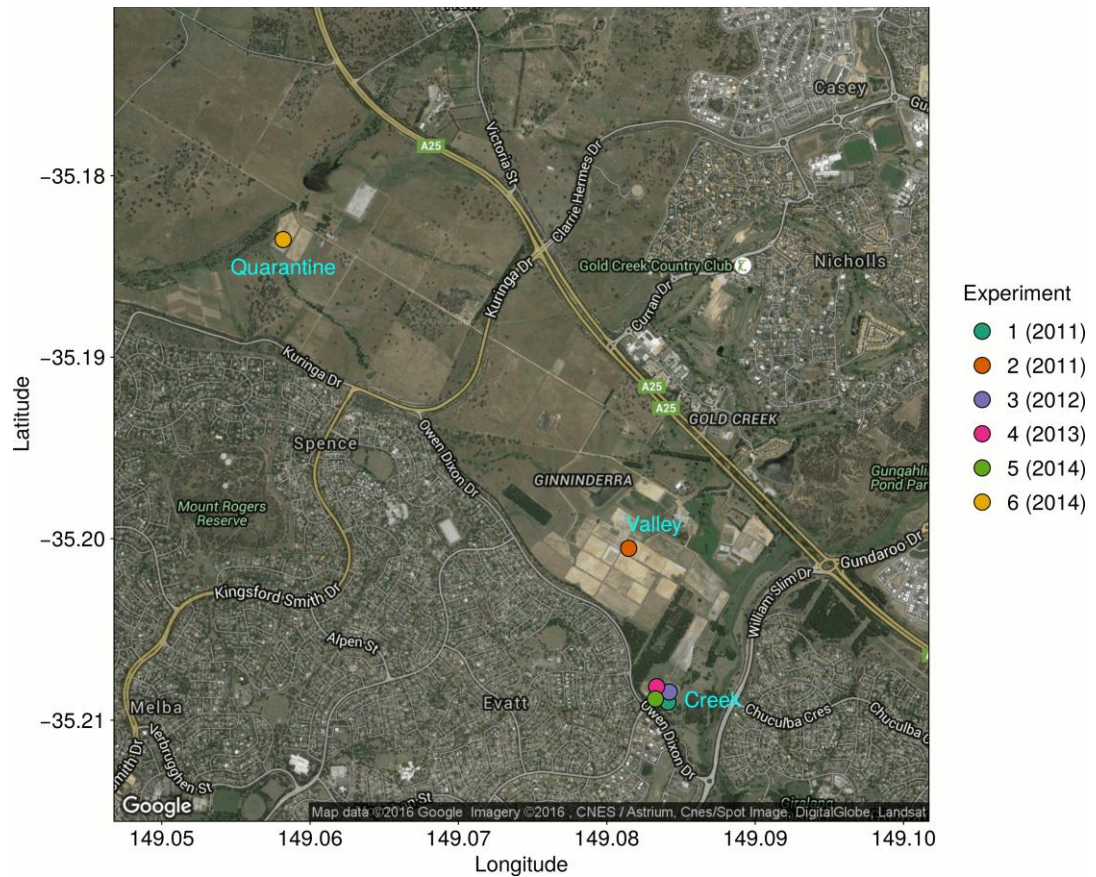 Casey
Victoria St
A25
Clarrie Hermes Dr
−35.18
Quarantine
Kuringa Dr
Gold Creek Country Club
Nicholls
Curran Dr
Latitude
−35.19
Kuringa Dr
A25
A25
GOLD CREEK
Owen Dixon Dr
Spence
GINNINDERRA
Gungahlin
Pond Par
Mount Rogers
Reserve
Valley
−35.20
Gundaroo Dr
Kingsford Smith Dr
William Slim Dr
Alpen St
Melba
Evatt
Creek
−35.21
Owen Dixon Dr
Chuculba Cres
Chuculba C
Verbrugghen St
Smith Dr
Google
Map data ©2016 Google Imagery ©2016 , CNES / Astrium, Cnes/Spot Image, DigitalGlobe, Landsat
149.05
149.06
149.07
149.08
149.09
149.10
Longitude
Experiment
1 (2011)
2 (2011)
3 (2012)
4 (2013)
5 (2014)
6 (2014)